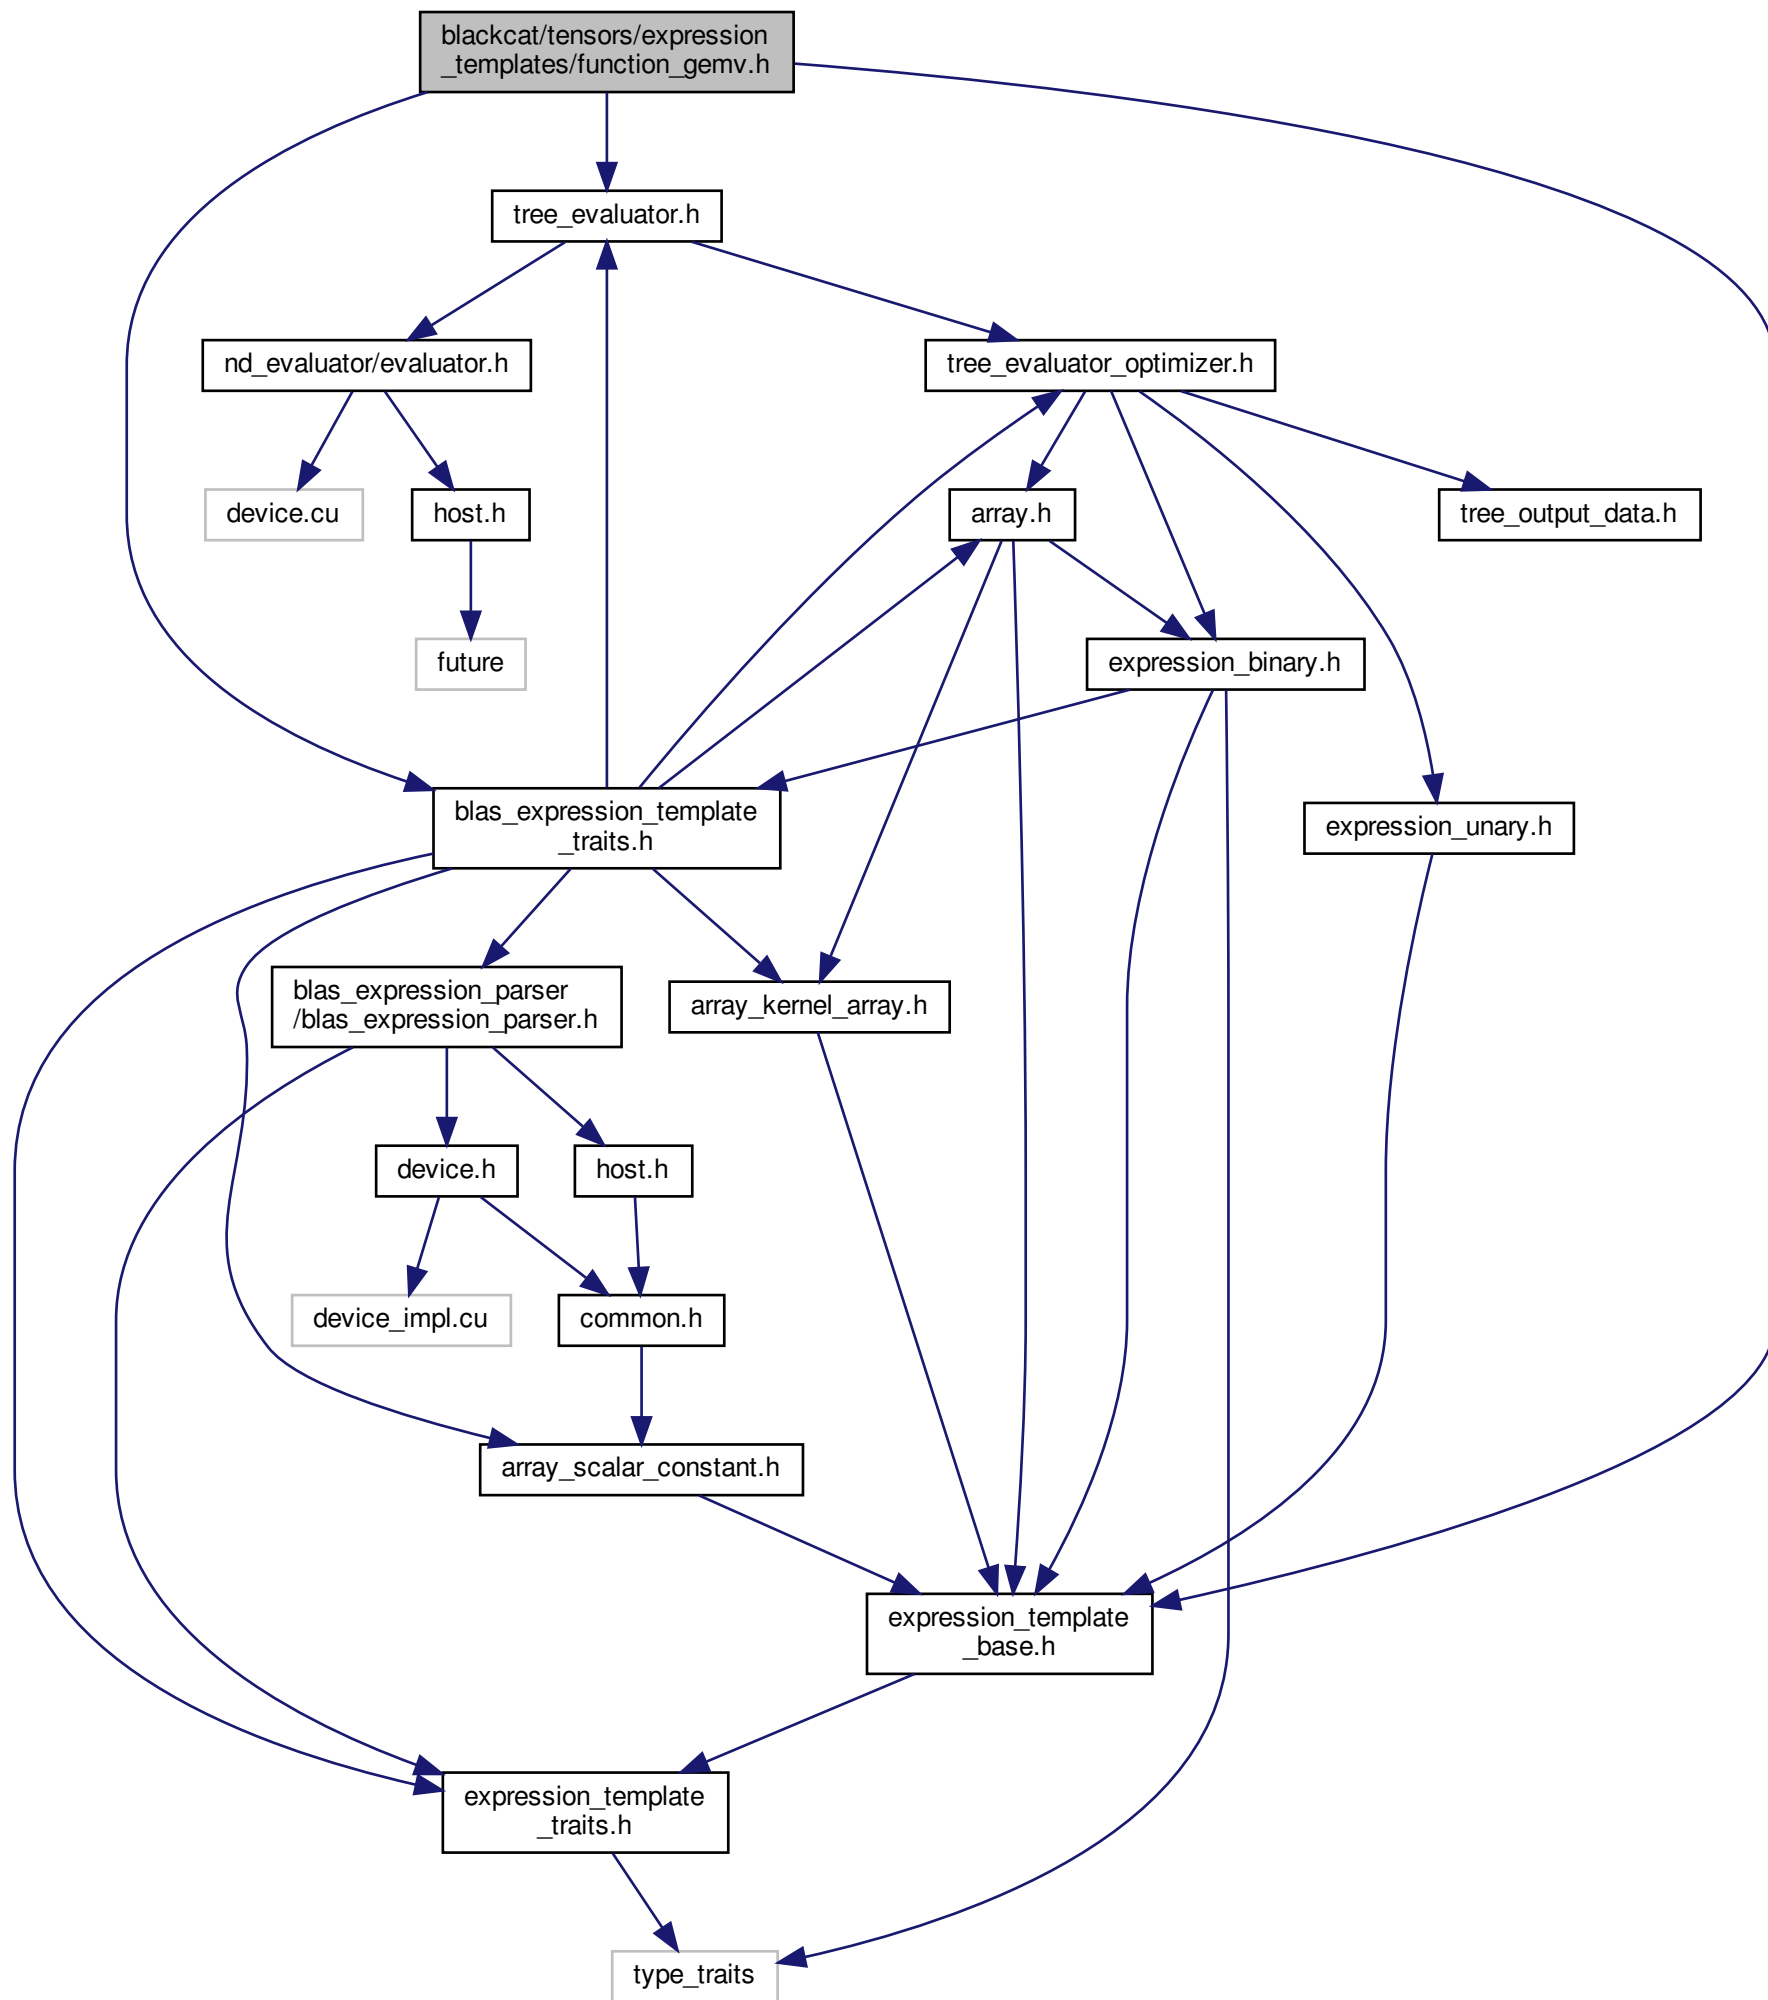 blackcat/tensors/expression
_templates/function_gemv.h
tree_evaluator.h
nd_evaluator/evaluator.h
tree_evaluator_optimizer.h
device.cu
host.h
array.h
tree_output_data.h
future
expression_binary.h
blas_expression_template
_traits.h
expression_unary.h
blas_expression_parser
/blas_expression_parser.h
array_kernel_array.h
device.h
host.h
device_impl.cu
common.h
array_scalar_constant.h
expression_template
_base.h
expression_template
_traits.h
type_traits